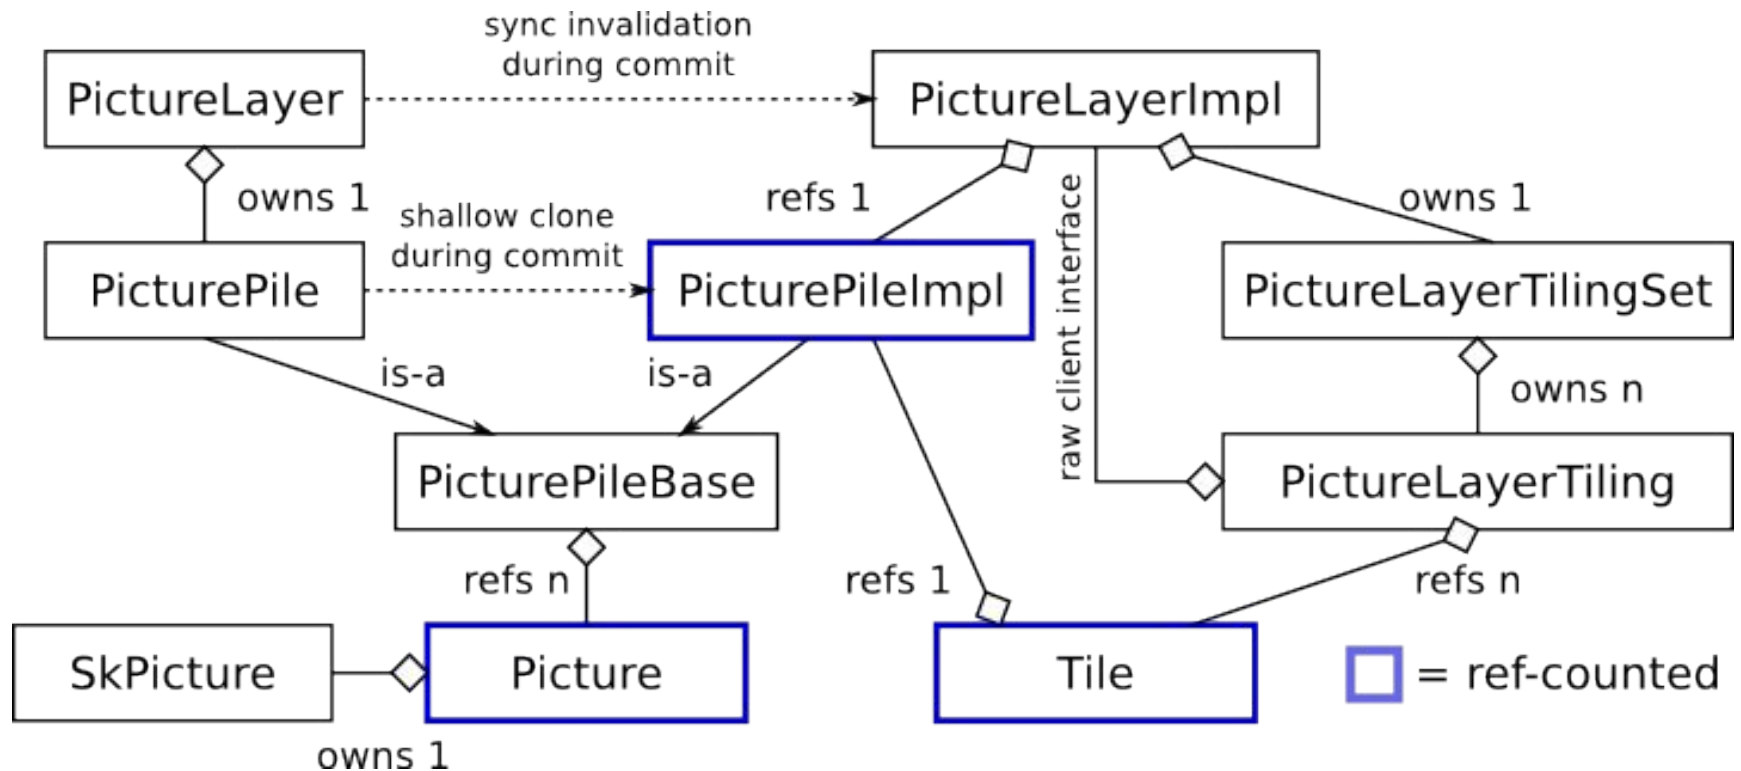 sync invalidation
during commit
PictureLayer
PictureLayerImpl
owns 1
shallow clone
during commit
refs 1
raw client interface
owns 1
PicturePile
PicturePileImpl
PictureLayerTilingSet
is-a
is-a
owns n
PicturePileBase
PictureLayerTiling
refs n
refs 1
refs n
SkPicture
Picture
Tile
= ref-counted
owns 1